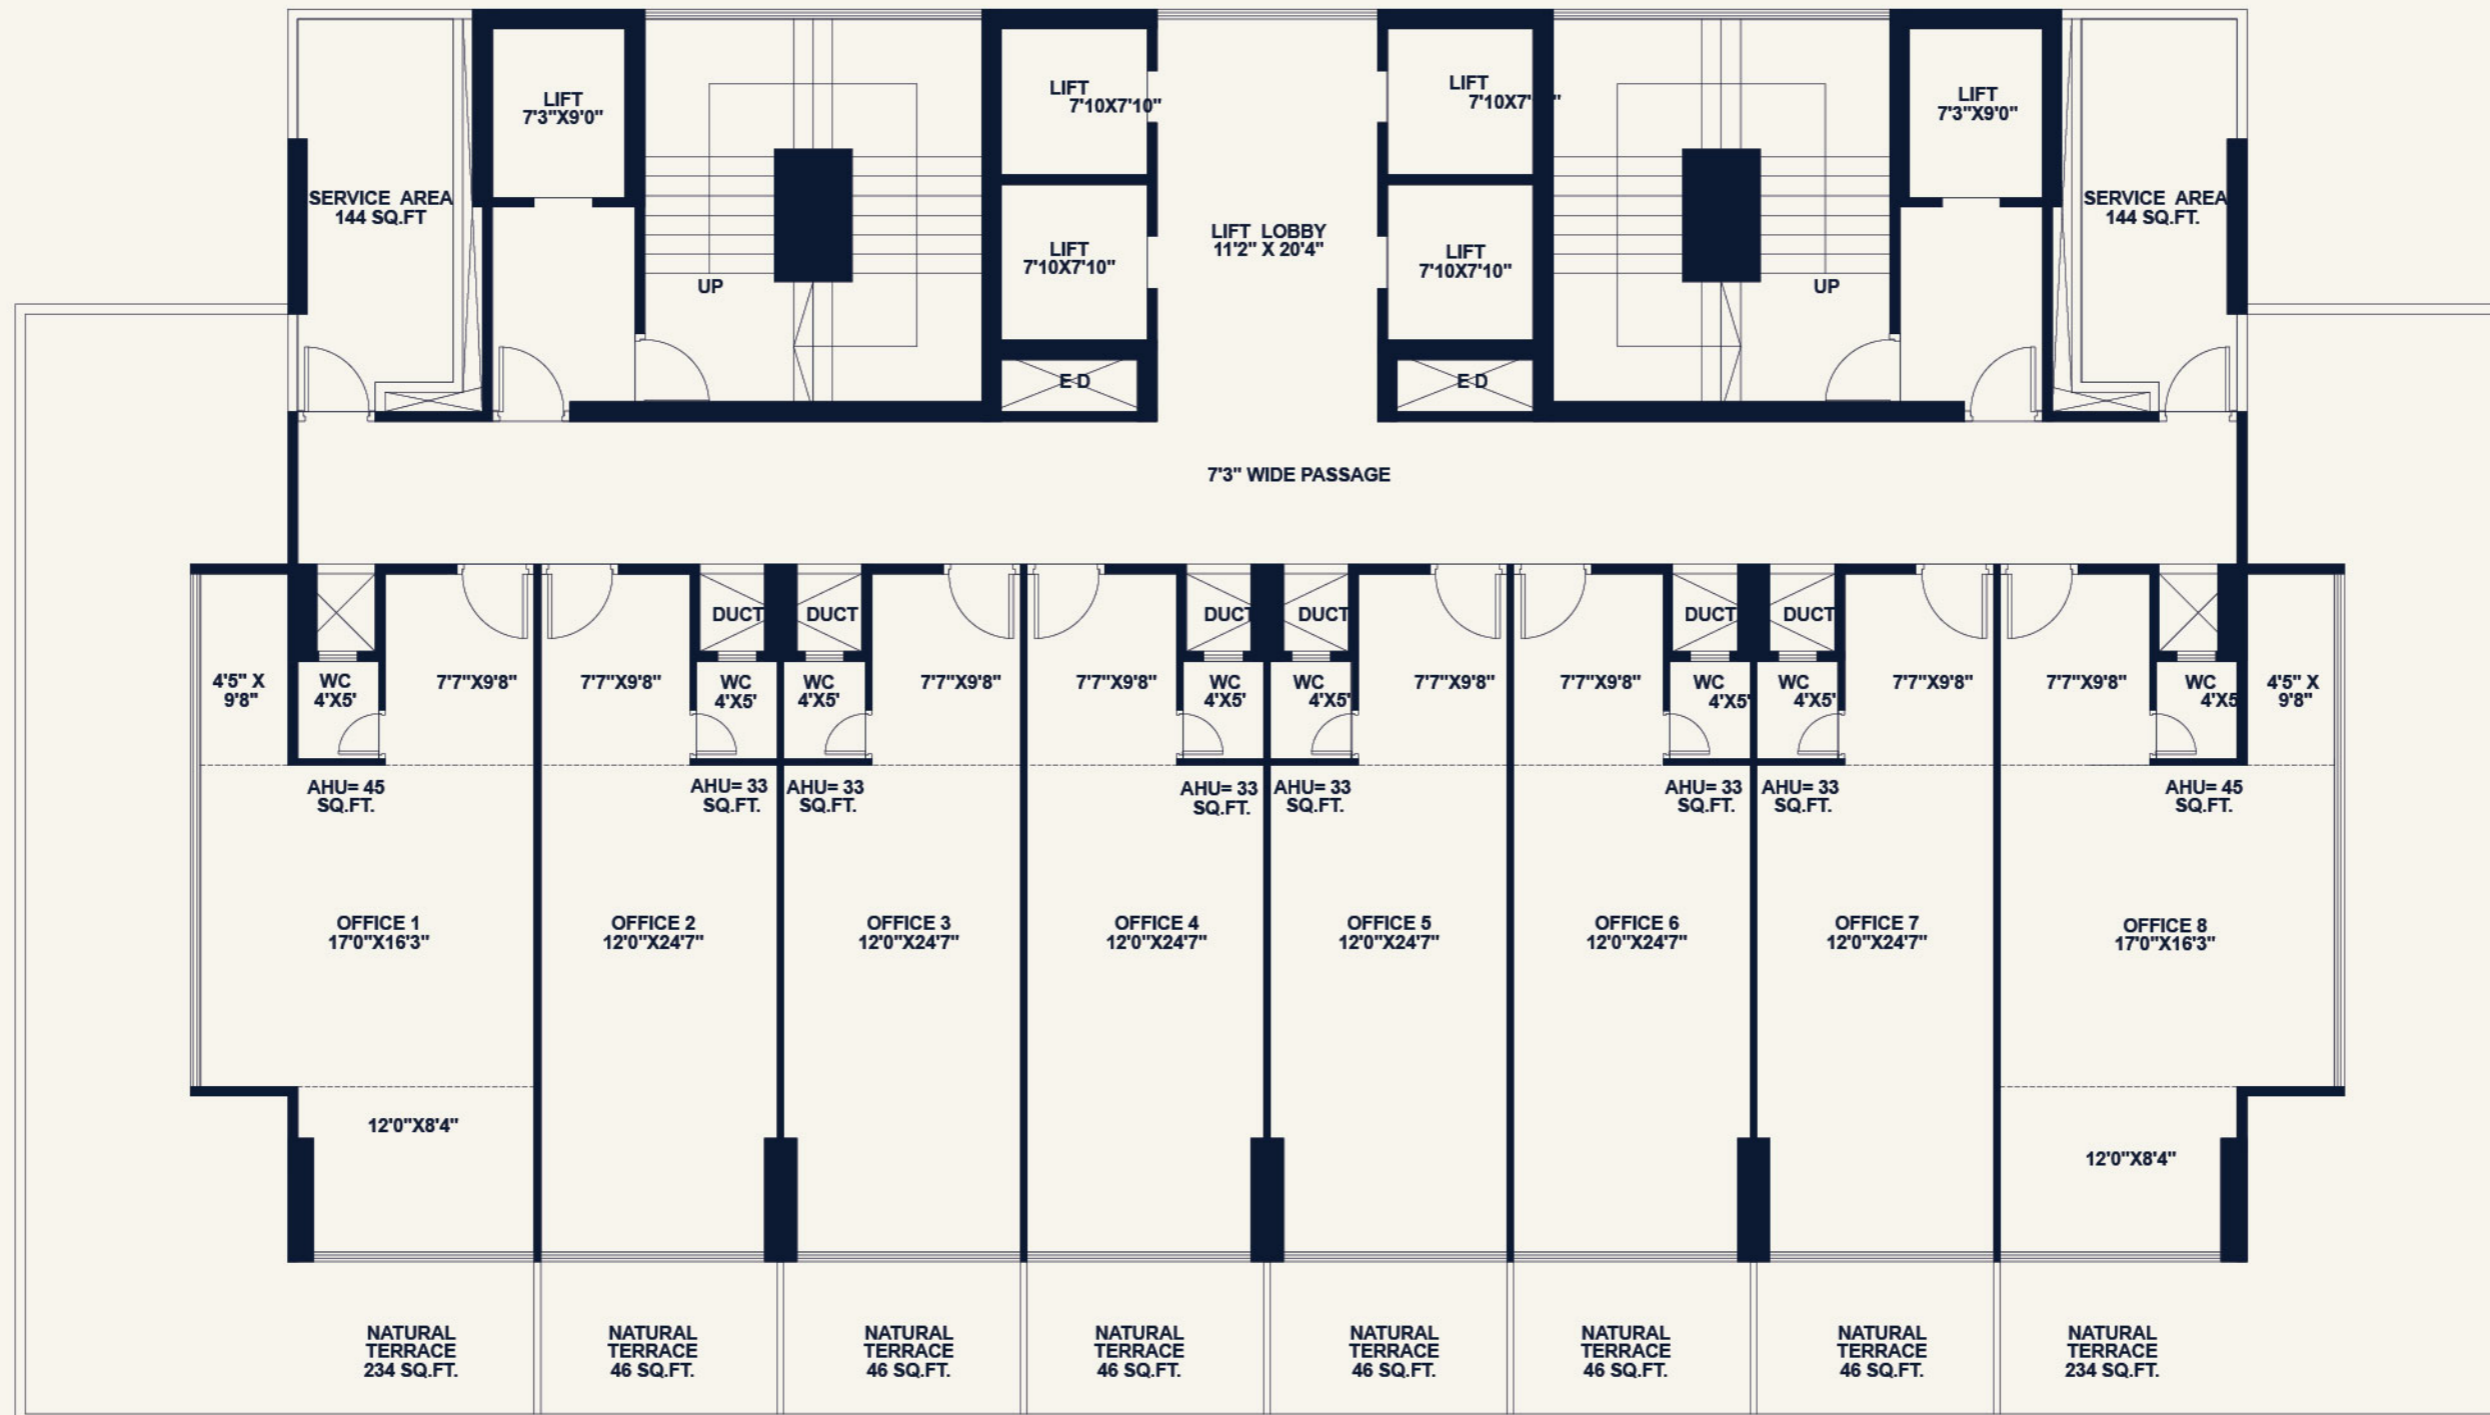 LIFT
7'3"X9'0"
LIFT
7'10X7'10"
LIFT
7'10X7' "
LIFT
7'3"X9'0"
SERVICE AREA
144 SQ.FT
LIFT
7'10X7'10"
LIFT LOBBY
11'2" X 20'4"
LIFT
7'10X7'10"
SERVICE AREA
144 SQ.FT.
UP
UP
E D
E D
7'3" WIDE PASSAGE
DUCT
DUCT
DUCT
DUCT
DUCT
DUCT
4'5" X
9'8"
WC
4'X5'
7'7"X9'8"
7'7"X9'8"
WC
4'X5'
WC
4'X5'
7'7"X9'8"
7'7"X9'8"
WC
4'X5'
WC
4'X5'
7'7"X9'8"
7'7"X9'8"
WC
4'X5'
WC
4'X5'
7'7"X9'8"
7'7"X9'8"
WC
4'X5
4'5" X
9'8"
AHU= 45
SQ.FT.
AHU= 33
SQ.FT.
AHU= 33
SQ.FT.
AHU= 33
SQ.FT.
AHU= 33
SQ.FT.
AHU= 33
SQ.FT.
AHU= 33
SQ.FT.
AHU= 45
SQ.FT.
OFFICE 1
17'0"X16'3"
OFFICE 2
12'0"X24'7"
OFFICE 3
12'0"X24'7"
OFFICE 4
12'0"X24'7"
OFFICE 5
12'0"X24'7"
OFFICE 6
12'0"X24'7"
OFFICE 7
12'0"X24'7"
OFFICE 8
17'0"X16'3"
12'0"X8'4"
12'0"X8'4"
NATURAL
TERRACE
234 SQ.FT.
NATURAL
TERRACE
46 SQ.FT.
NATURAL
TERRACE
46 SQ.FT.
NATURAL
TERRACE
46 SQ.FT.
NATURAL
TERRACE
46 SQ.FT.
NATURAL
TERRACE
46 SQ.FT.
NATURAL
TERRACE
46 SQ.FT.
NATURAL
TERRACE
234 SQ.FT.